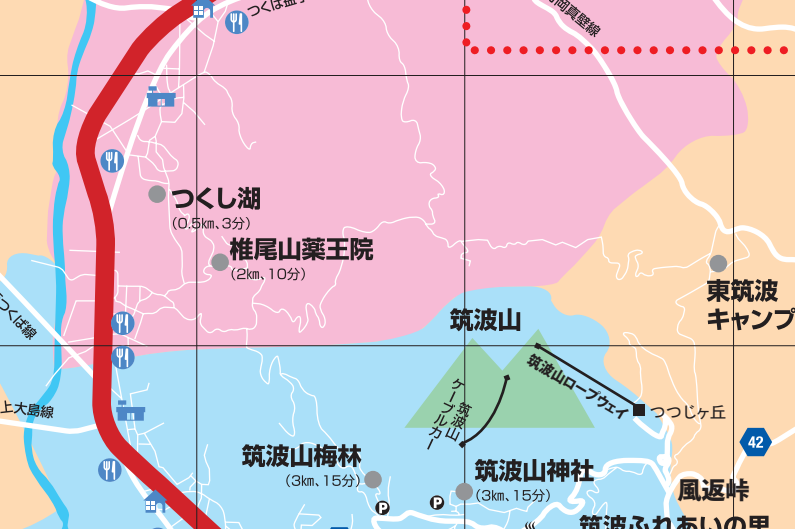 つくば益子
岡真壁線
つくし湖
(0.5km、3分)
椎尾山薬王院
(2km、10分)
東筑波
キャンプ
つくば線
筑波山
筑波山ロープウェイ
筑波山
ケーブルカー
つつじヶ丘
上大島線
42
筑波山梅林
(3km、15分)
筑波山神社
(3km、15分)
風返峠
P
P
筑波ふれあいの里